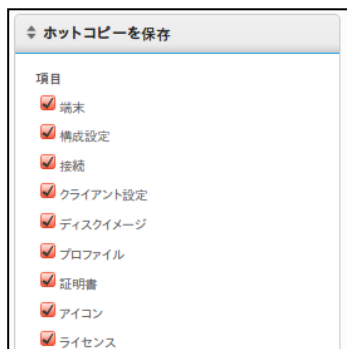 ホットコピーを保存
項目
端末
構成設定
接続
クライアント設定
ディスクイメージ
プロファイル
証明書
アイコン
ライセンス